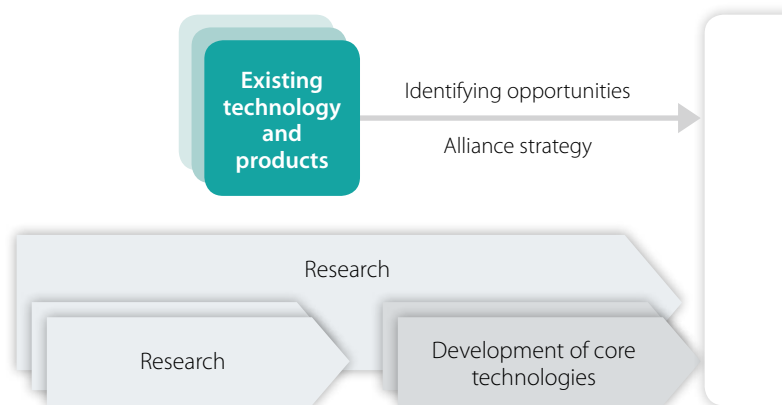 Existing
technology
and
products
Identifying opportunities
Alliance strategy
Research
Research
Development of core
technologies